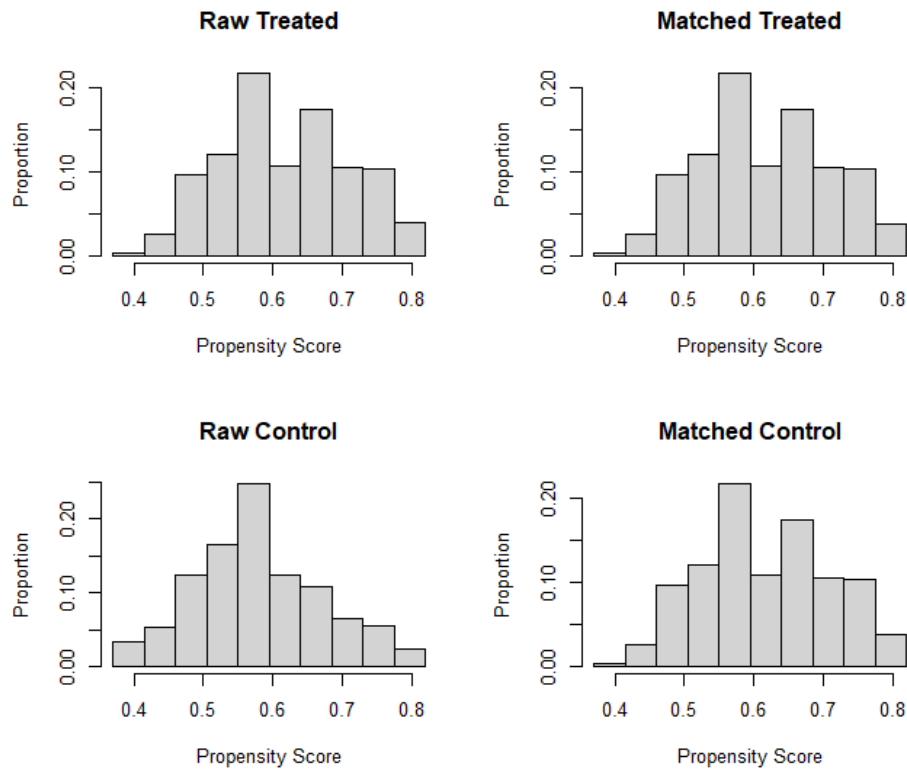 Raw Treated
Proportion
0.00 0.10 0.20
0.4 0.5 0.6 0.7 0.8
Propensity Score
Matched Treated
Proportion
0.00 0.10 0.20
0.4 0.5 0.6 0.7 0.8
Propensity Score
Raw Control
Proportion
0.00 0.10 0.20
0.4 0.5 0.6 0.7 0.8
Propensity Score
Matched Control
Proportion
0.00 0.10 0.20
0.4 0.5 0.6 0.7 0.8
Propensity Score